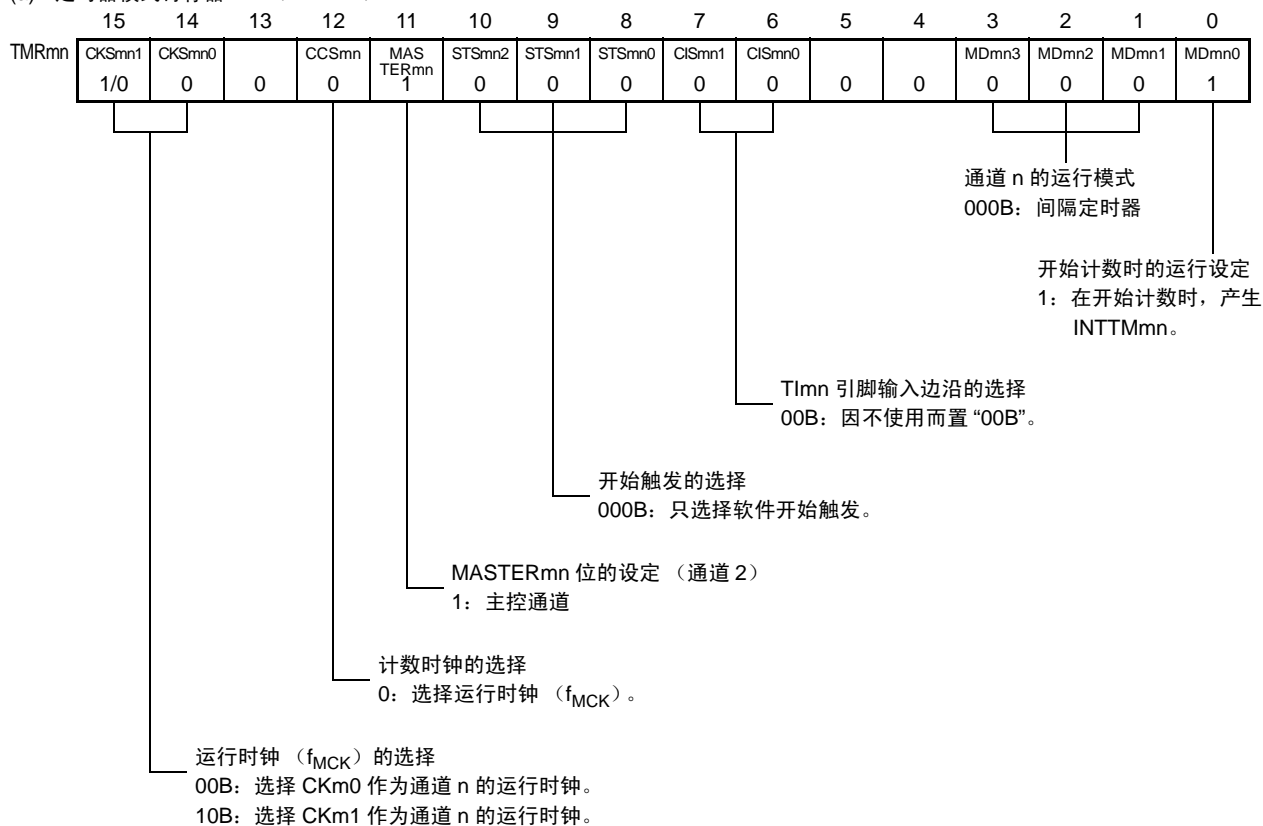 15 14 13 12 11 10 9 8 7 6 5 4 3 2 1 0
TMRmn CKSmn1 CKSmn0 CCSmn MAS TERmn STSmn2 STSmn1 STSmn0 CISmn1 CISmn0 MDmn3 MDmn2 MDmn1 MDmn0
1/0 0 0 0 1 0 0 0 0 0 0 0 0 0 0 1
通道 n 的运行模式
000B：间隔定时器
开始计数时的运行设定
1：在开始计数时，产生
INTTMmn。
TImn 引脚输入边沿的选择
00B：因不使用而置 “00B”。
开始触发的选择
000B：只选择软件开始触发。
MASTERmn 位的设定 （通道 2）
1：主控通道
计数时钟的选择
0：选择运行时钟 （fMCK）。
运行时钟 （fMCK）的选择
00B：选择 CKm0 作为通道 n 的运行时钟。
10B：选择 CKm1 作为通道 n 的运行时钟。